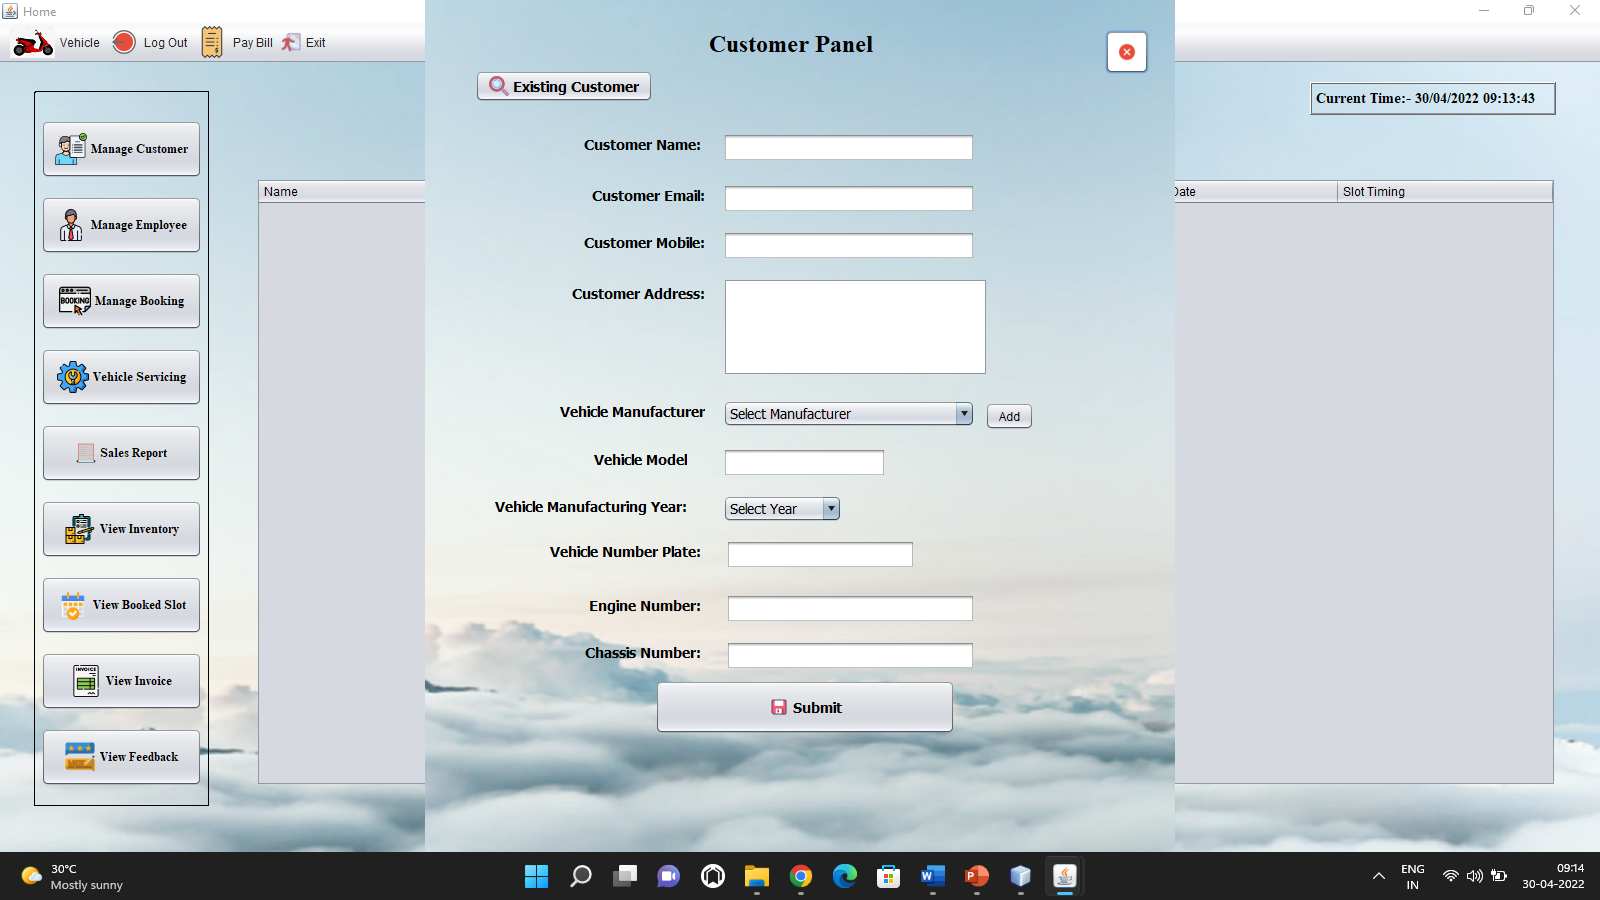 Home
Vehicle Log Out Pay Bill Exit
Customer Panel
Existing Customer
Current Time:- 30/04/2022 09:13:43
Manage Customer
Manage Employee
BOOKING Manage Booking
Vehicle Servicing
Sales Report
View Inventory
View Booked Slot
INVOICE View Invoice
View Feedback
Name
Date Slot Timing
Customer Name:
Customer Email:
Customer Mobile:
Customer Address:
Vehicle Manufacturer Select Manufacturer Add
Vehicle Model
Vehicle Manufacturing Year: Select Year
Vehicle Number Plate:
Engine Number:
Chassis Number:
Submit
30°C
Mostly sunny
ENG
IN
09:14
30-04-2022